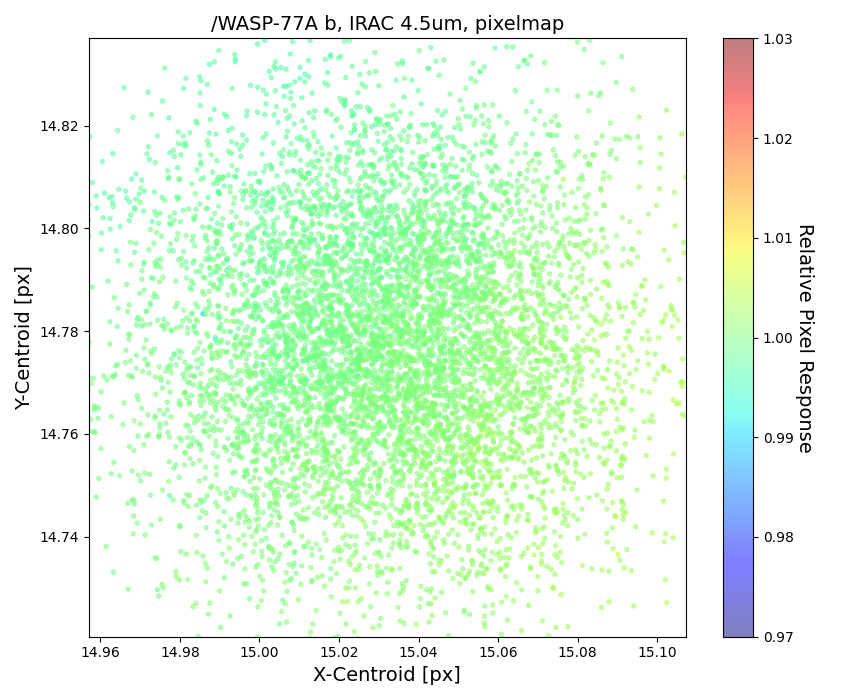 /WASP-77A b, IRAC 4.5um, pixelmap
Y-Centroid [px]
14.82
14.80
14.78
14.76
14.74
14.96 14.98 15.00 15.02 15.04 15.06 15.08 15.10
X-Centroid [px]
1.03
1.02
1.01
1.00
0.99
0.98
0.97
Relative Pixel Response